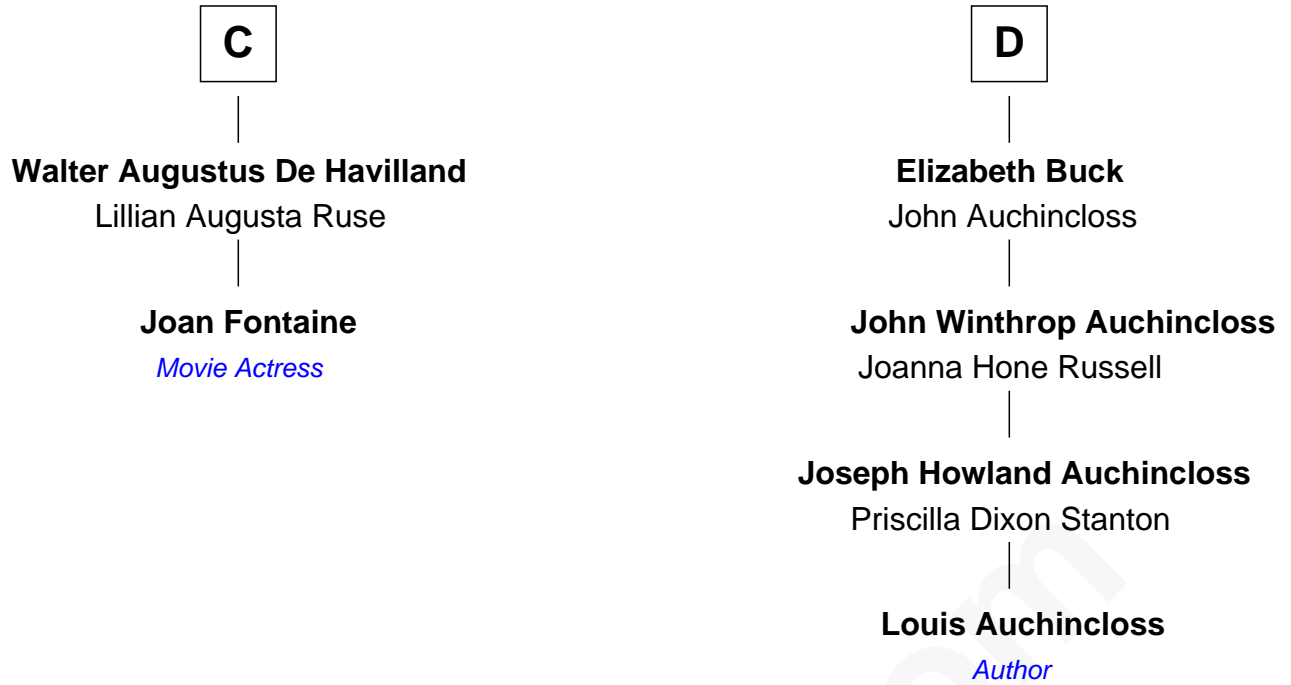 C
Walter Augustus De Havilland
Lillian Augusta Ruse
Joan Fontaine
Movie Actress
D
Elizabeth Buck
John Auchincloss
John Winthrop Auchincloss
Joanna Hone Russell
Joseph Howland Auchincloss
Priscilla Dixon Stanton
Louis Auchincloss
Author
om